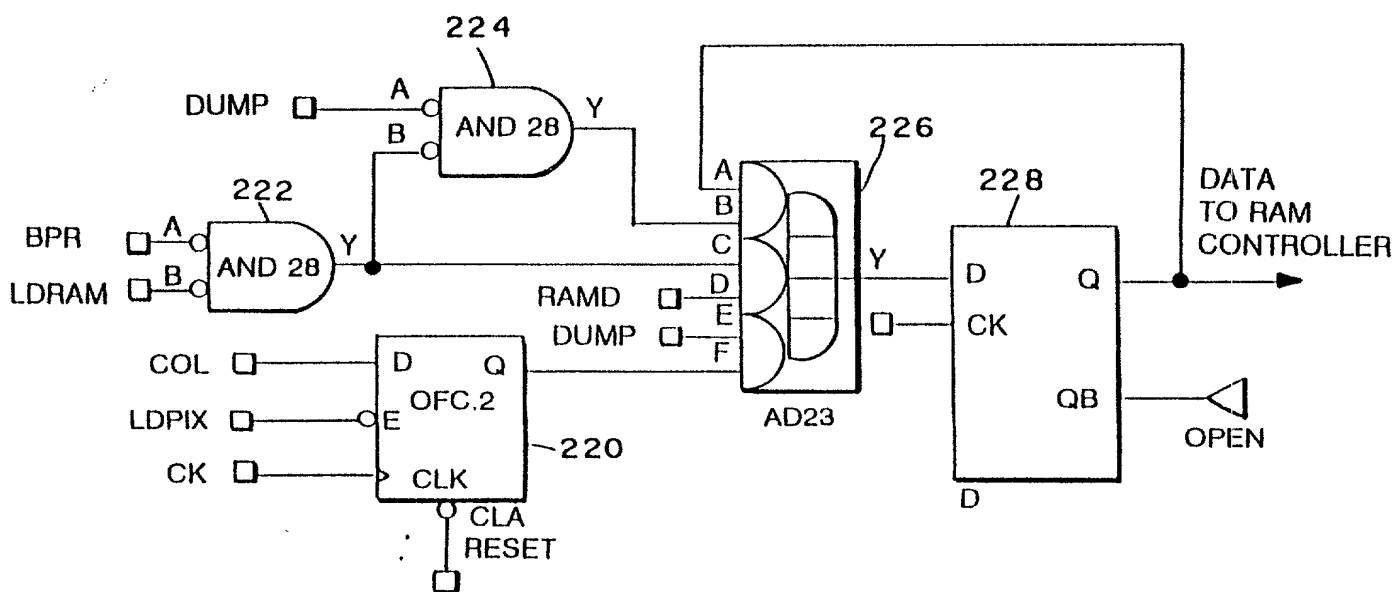 224
DUMP
A
B
AND 28
Y
226
222
BPR
A
LDRAM
B
AND 28
Y
A
B
C
D
E
F
RAMD
DUMP
Y
AD23
228
D
Q
CK
QB
D
DATA
TO RAM
CONTROLLER
OPEN
COL
LDPIX
CK
D
Q
OFC.2
E
CLK
220
CLA
RESET